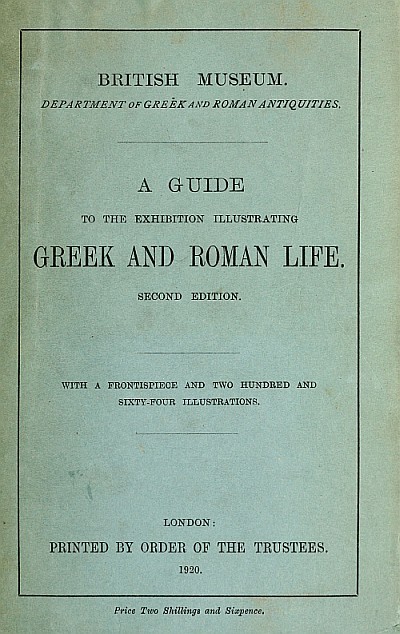 BRITISH MUSEUM.
DEPARTMENT OF GREEK AND ROMAN ANTIQUITIES.
A GUIDE
TO THE EXHIBITION ILLUSTRATING
GREEK AND ROMAN LIFE.
SECOND EDITION.
WITH A FRONTISPIECE AND TWO HUNDRED AND
SIXTY-FOUR ILLUSTRATIONS.
LONDON:
PRINTED BY ORDER OF THE TRUSTEES.
1920.
Price Two Shillings and Sixpence.